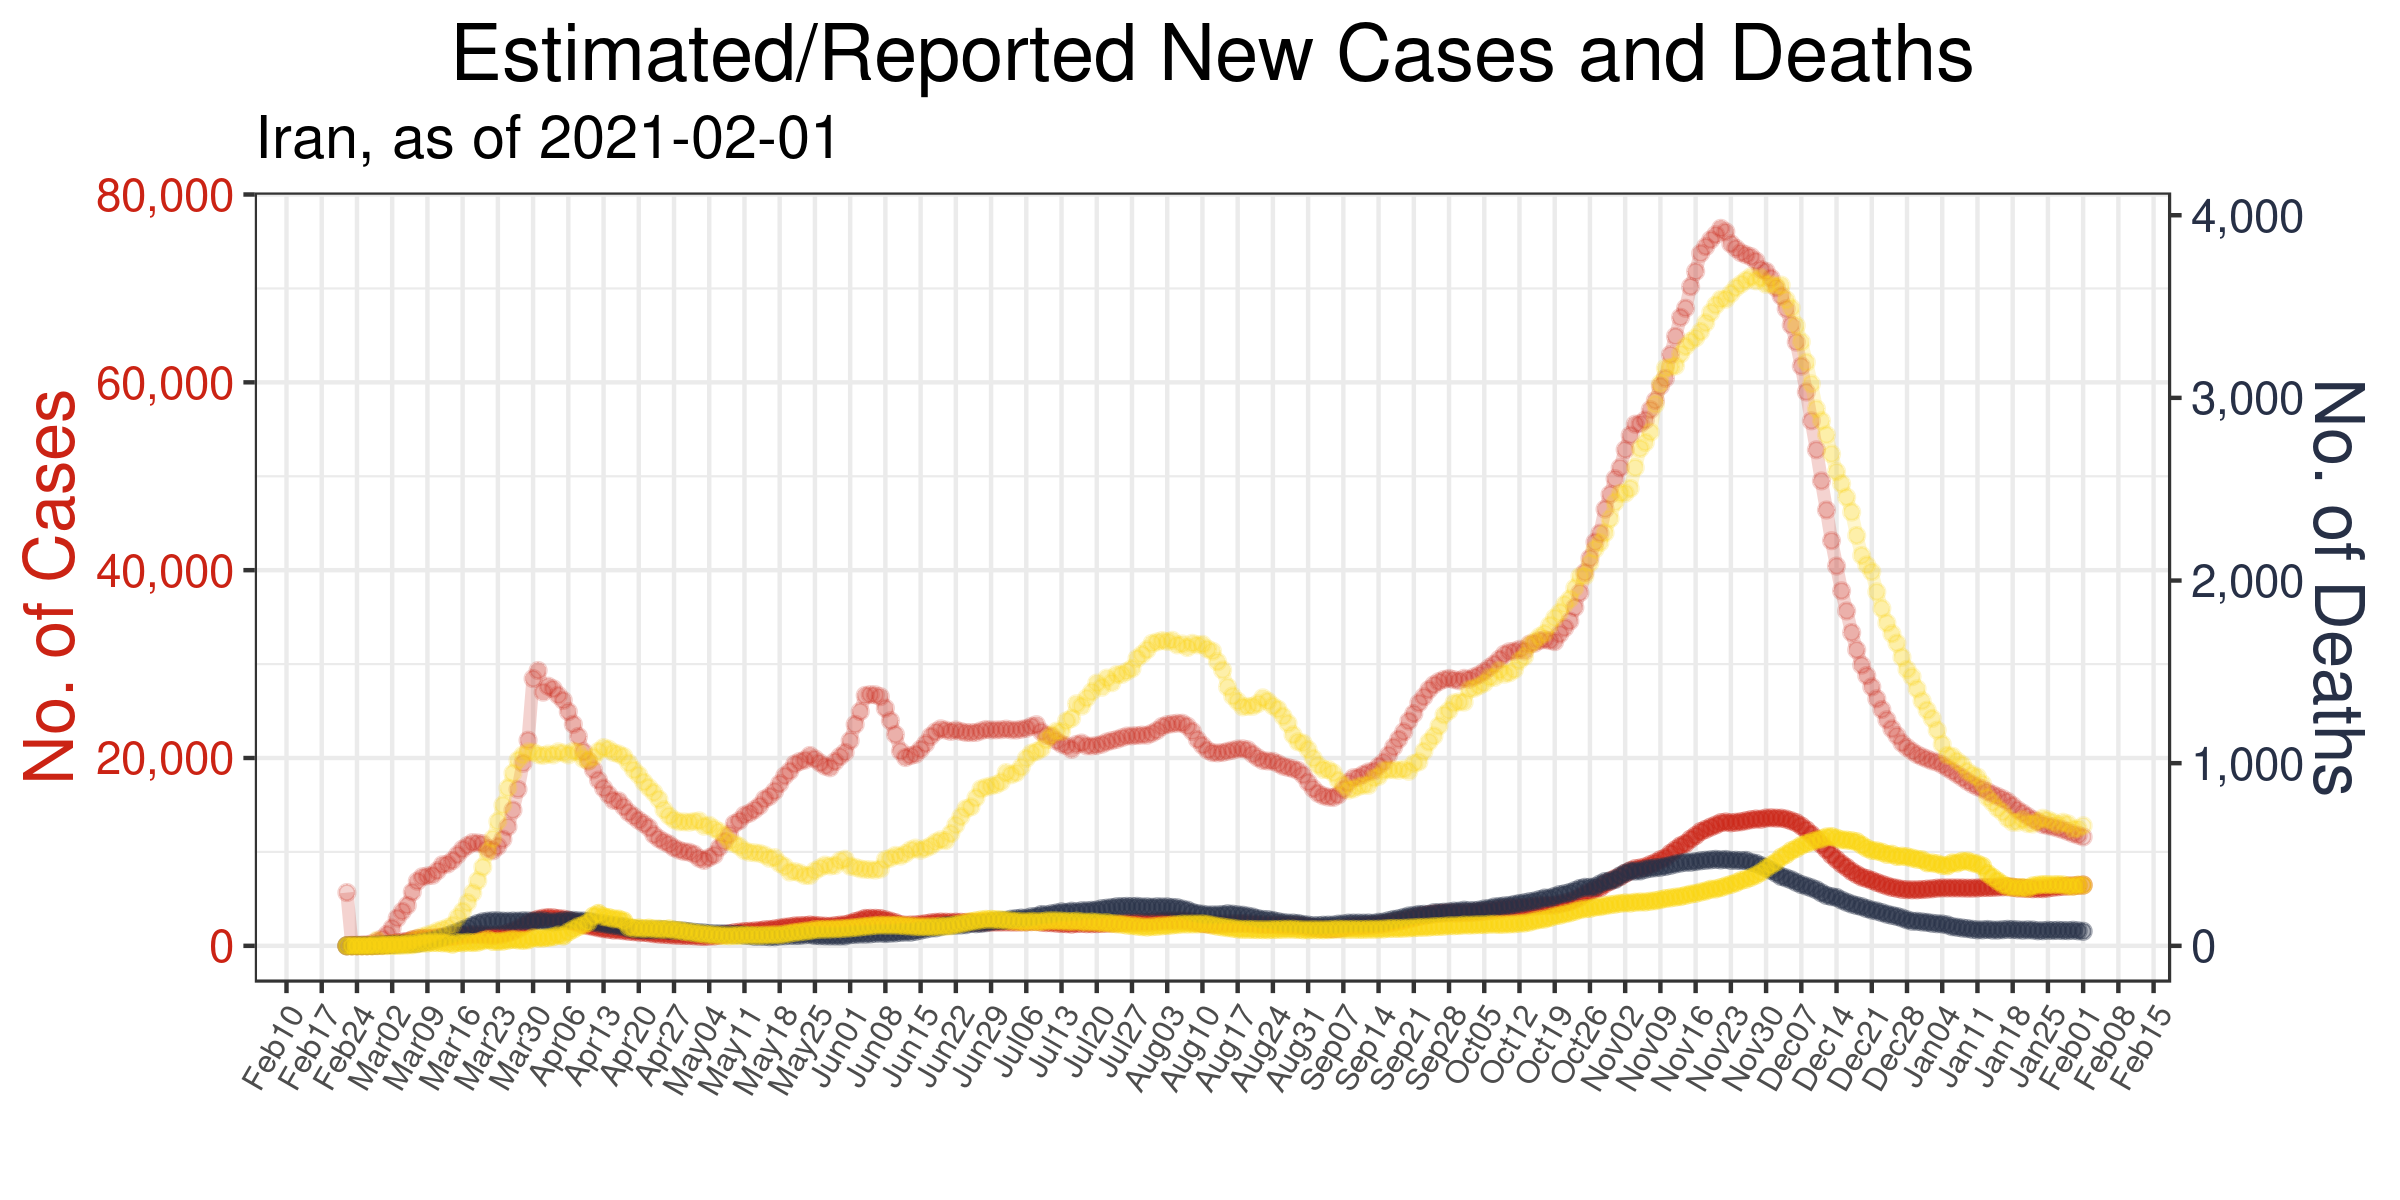 Estimated/Reported New Cases and Deaths
Iran, as of 2021-02-01
No. of Cases
80,000
60,000
40,000
20,000
0
4,000
3,000
2,000
1,000
0
No. of Deaths
Feb10
Feb17
Feb24
Mar02
Mar09
Mar16
Mar23
Mar30
Apr06
Apr13
Apr20
Apr27
May04
May11
May18
May25
Jun01
Jun08
Jun15
Jun22
Jun29
Jul06
Jul13
Jul20
Jul27
Aug03
Aug10
Aug17
Aug24
Aug31
Sep07
Sep14
Sep21
Sep28
Oct05
Oct12
Oct19
Oct26
Nov02
Nov09
Nov16
Nov23
Nov30
Dec07
Dec14
Dec21
Dec28
Dec04
Jan11
Jan18
Jan25
Feb01
Feb08
Feb15